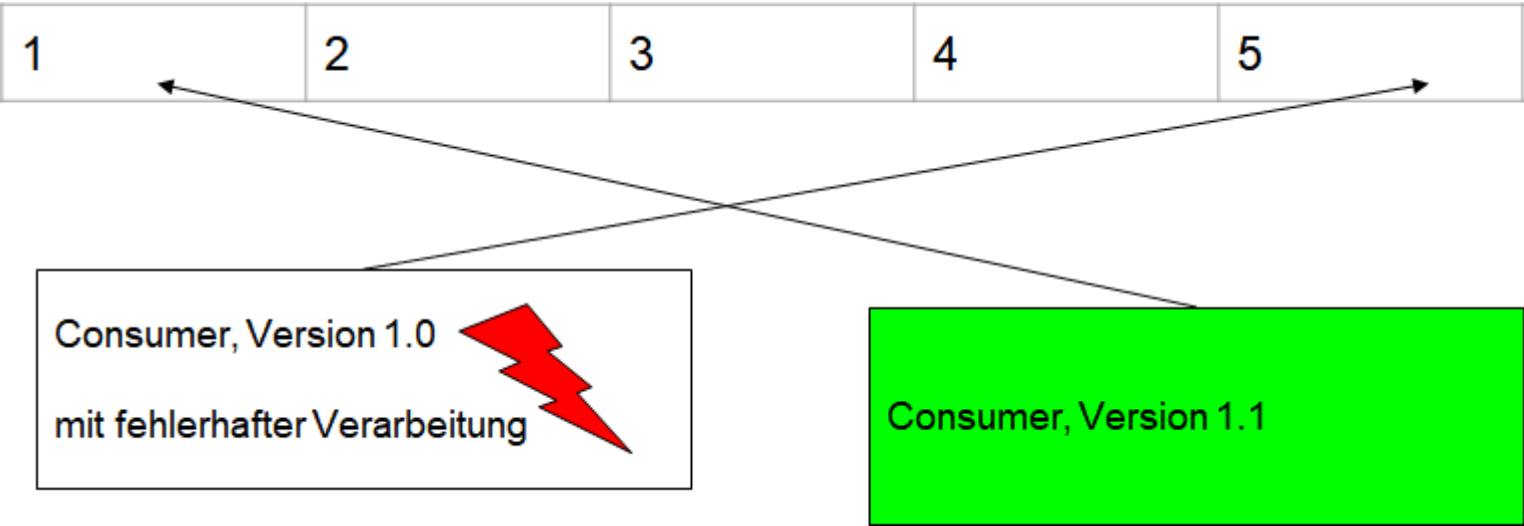 1 2 3 4 5
Consumer, Version 1.0
mit fehlerhafter Verarbeitung
Consumer, Version 1.1